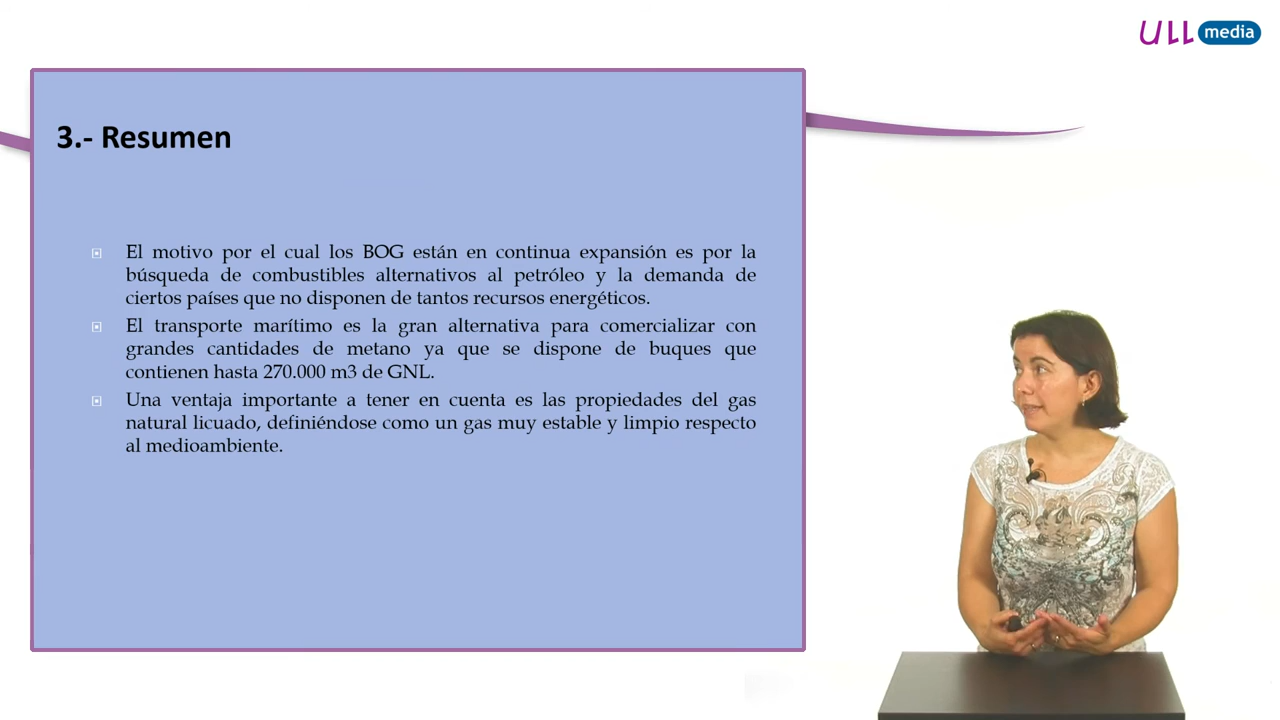 ULL media
3.- Resumen
El motivo por el cual los BOG están en continua expansión es por la
búsqueda de combustibles alternativos al petróleo y la demanda de
ciertos países que no disponen de tantos recursos energéticos.
El transporte marítimo es la gran alternativa para comercializar con
grandes cantidades de metano ya que se dispone de buques que
contienen hasta 270.000 m3 de GNL.
Una ventaja importante a tener en cuenta es las propiedades del gas
natural licuado, definiéndose como un gas muy estable y limpio respecto
al medioambiente.